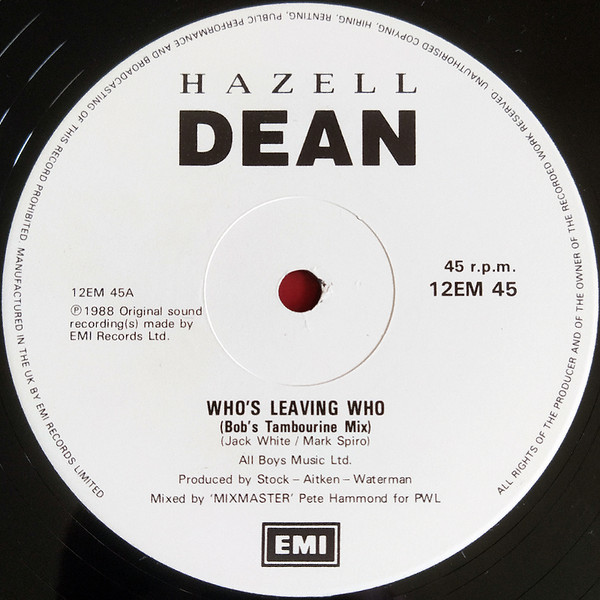 HAZELL
DEAN
45 r.p.m.
12EM 45
12EM 45A
℗ 1988 Original sound
recording(s) made by
EMI Records Ltd.
WHO'S LEAVING WHO
(Bob's Tambourine Mix)
(Jack White / Mark Spiro)
All Boys Music Ltd.
Produced by Stock – Aitken – Waterman
Mixed by 'MIXMASTER' Pete Hammond for PWL
EMI
ALL RIGHTS OF THE PRODUCER AND OF THE OWNER OF THE RECORDED WORK RESERVED. UNAUTHORISED COPYING, HIRING, RENTING, PUBLIC PERFORMANCE AND BROADCASTING OF THIS RECORD PROHIBITED. MANUFACTURED IN THE UK BY EMI RECORDS LIMITED